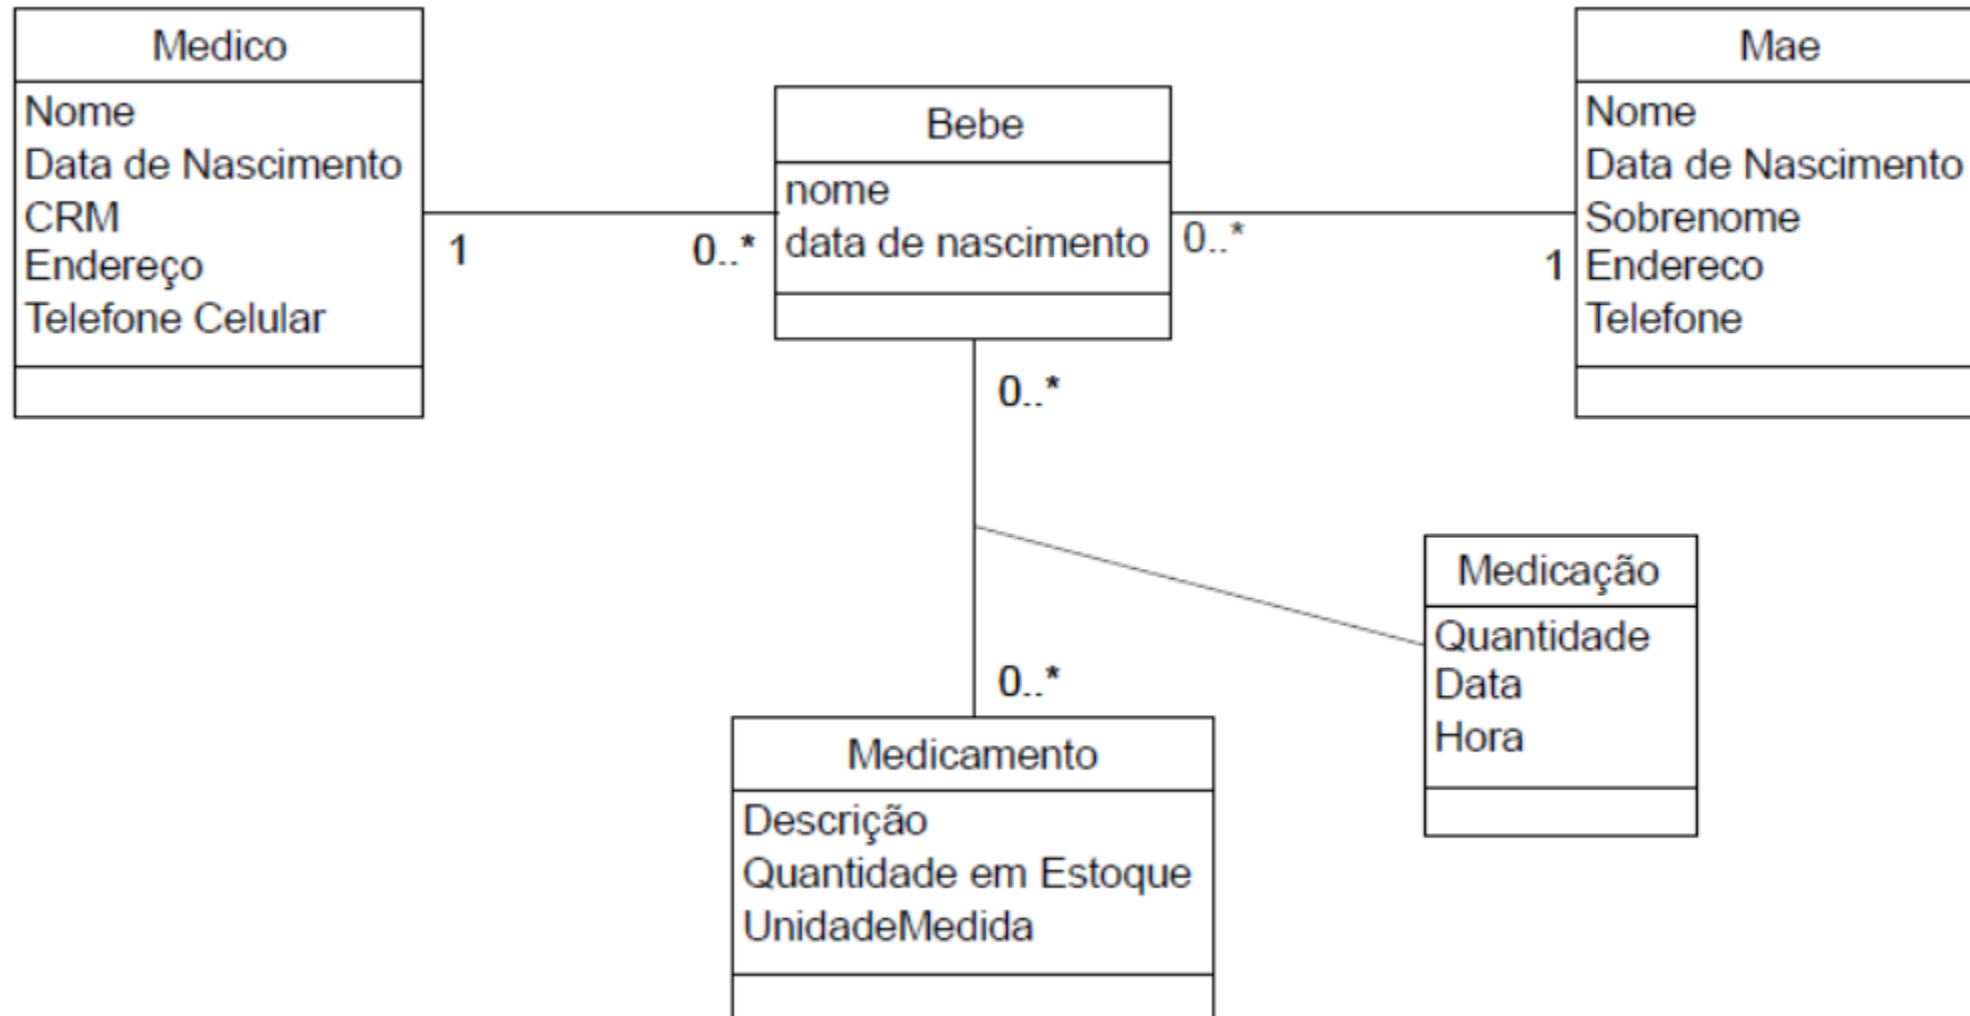 Medico
Nome
Data de Nascimento
CRM
Endereço
Telefone Celular
1
0..*
Bebe
nome
data de nascimento
0..*
1
Mae
Nome
Data de Nascimento
Sobrenome
Endereco
Telefone
0..*
0..*
Medicação
Quantidade
Data
Hora
Medicamento
Descrição
Quantidade em Estoque
UnidadeMedida